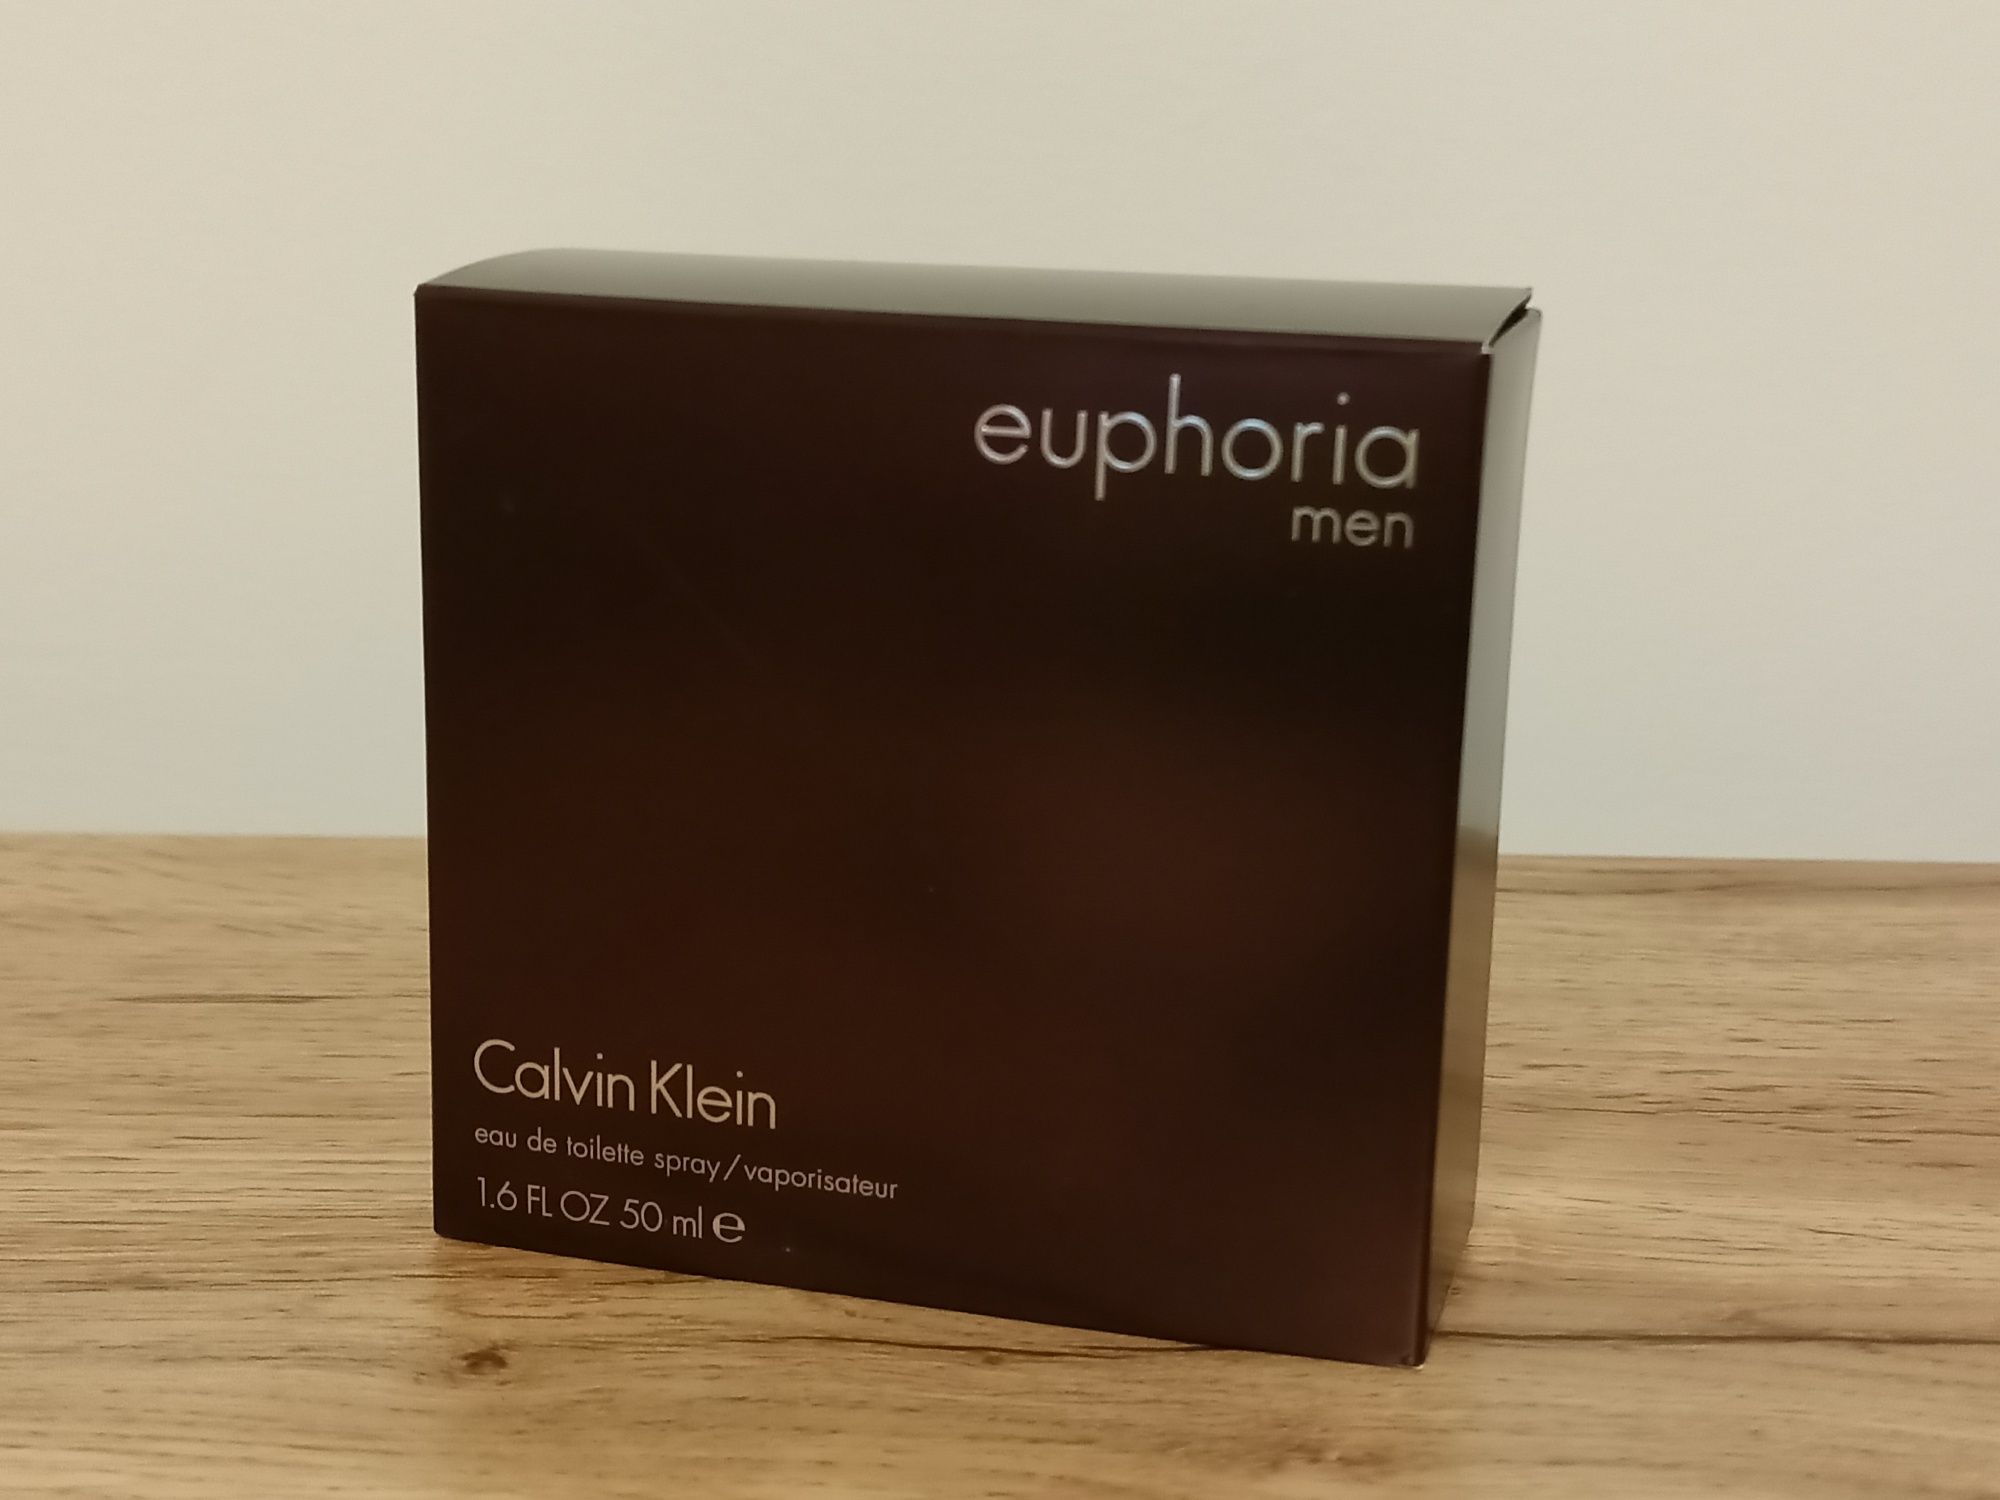 euphoria
men
Calvin Klein
eau de toilette spray/vaporisateur
1.6 FL OZ 50 ml ℮